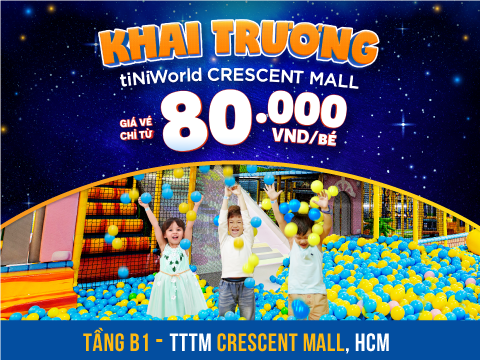 KHAI TRƯƠNG
tiNiWorld CRESCENT MALL
GIÁ VÉ
CHỈ TỪ
80.000
VND/BÉ
TẦNG B1 - TTTM CRESCENT MALL, HCM